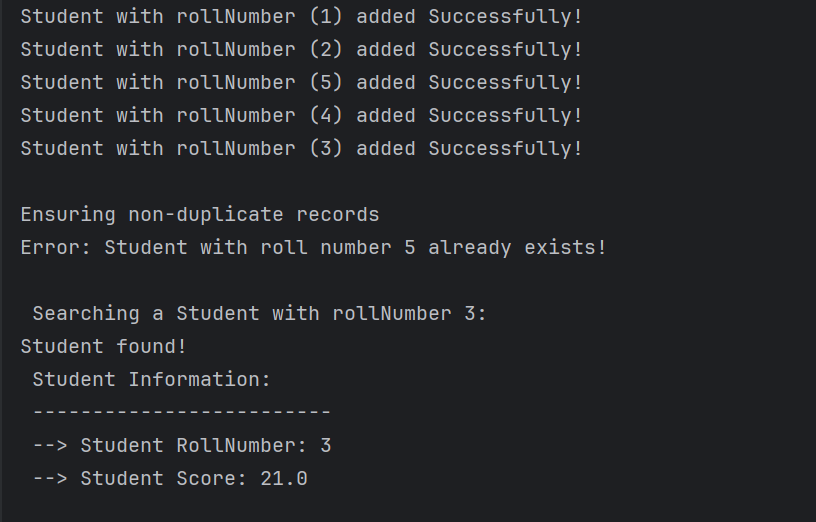 Student with rollNumber (1) added Successfully!
Student with rollNumber (2) added Successfully!
Student with rollNumber (5) added Successfully!
Student with rollNumber (4) added Successfully!
Student with rollNumber (3) added Successfully!
Ensuring non-duplicate records
Error: Student with roll number 5 already exists!
Searching a Student with rollNumber 3:
Student found!
Student Information:
-------------------------
--> Student RollNumber: 3
--> Student Score: 21.0